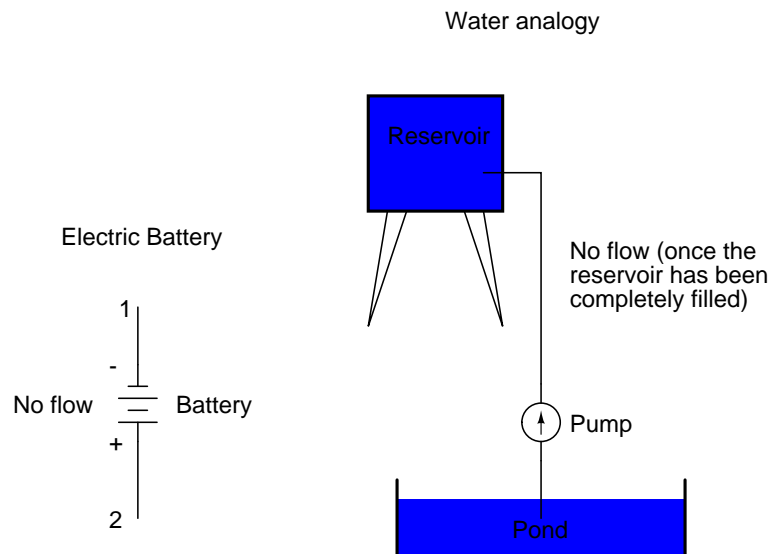 Water analogy
Reservoir
Electric Battery
No flow (once the
reservoir has been
completely filled)
1
-
No flow
Battery
+
Pump
2
Pond